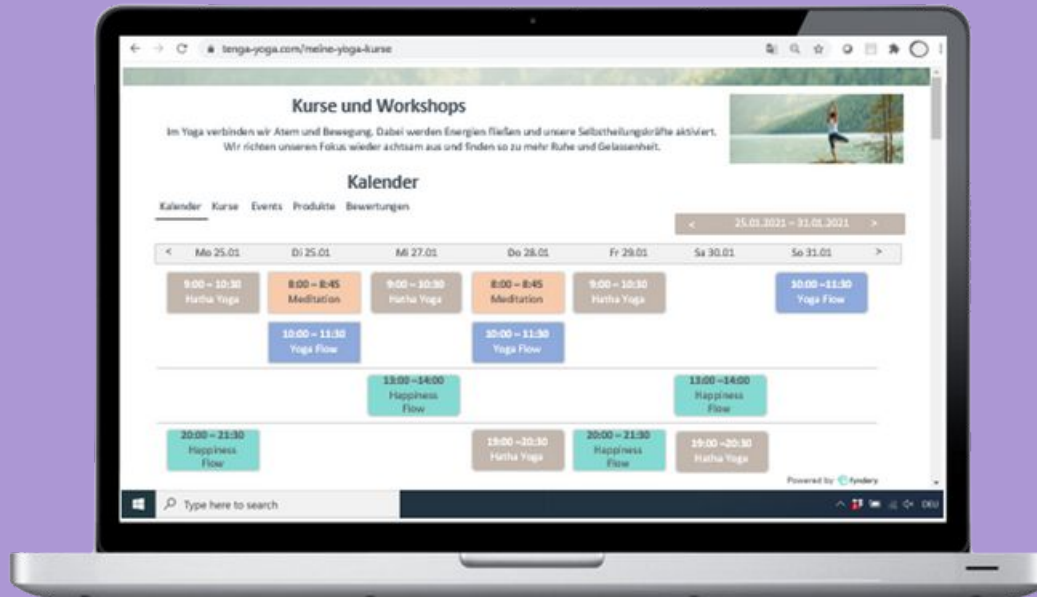 tenga-yoga.com/meine-yoga-kurse
Kurse und Workshops
Im Yoga verbinden wir Atem und Bewegung. Dabei werden Energien fließen und unsere Selbstheilungskräfte aktiviert.
Wir richten unseren Fokus wieder achtsam aus und finden so zu mehr Ruhe und Gelassenheit.
Kalender
Kalender Kurse Events Produkte Bewertungen
< 25.01.2021 – 31.01.2021 >
< Mo 25.01 Di 25.01 Mi 27.01 Do 28.01 Fr 29.01 Sa 30.01 So 31.01 >
9:00 – 10:30 8:00 – 8:45 9:00 – 10:30 8:00 – 8:45 9:00 – 10:30 10:00 –11:30
Hatha Yoga Meditation Hatha Yoga Meditation Hatha Yoga Yoga Flow
10:00 – 11:30 10:00 – 11:30
Yoga Flow Yoga Flow
13:00 –14:00 13:00 –14:00
Happiness Happiness
Flow Flow
20:00 – 21:30 19:00 –20:30 20:00 – 21:30 19:00 –20:30
Happiness Hatha Yoga Happiness Hatha Yoga
Flow Flow
Powered by fyndery
Type here to search
DEU